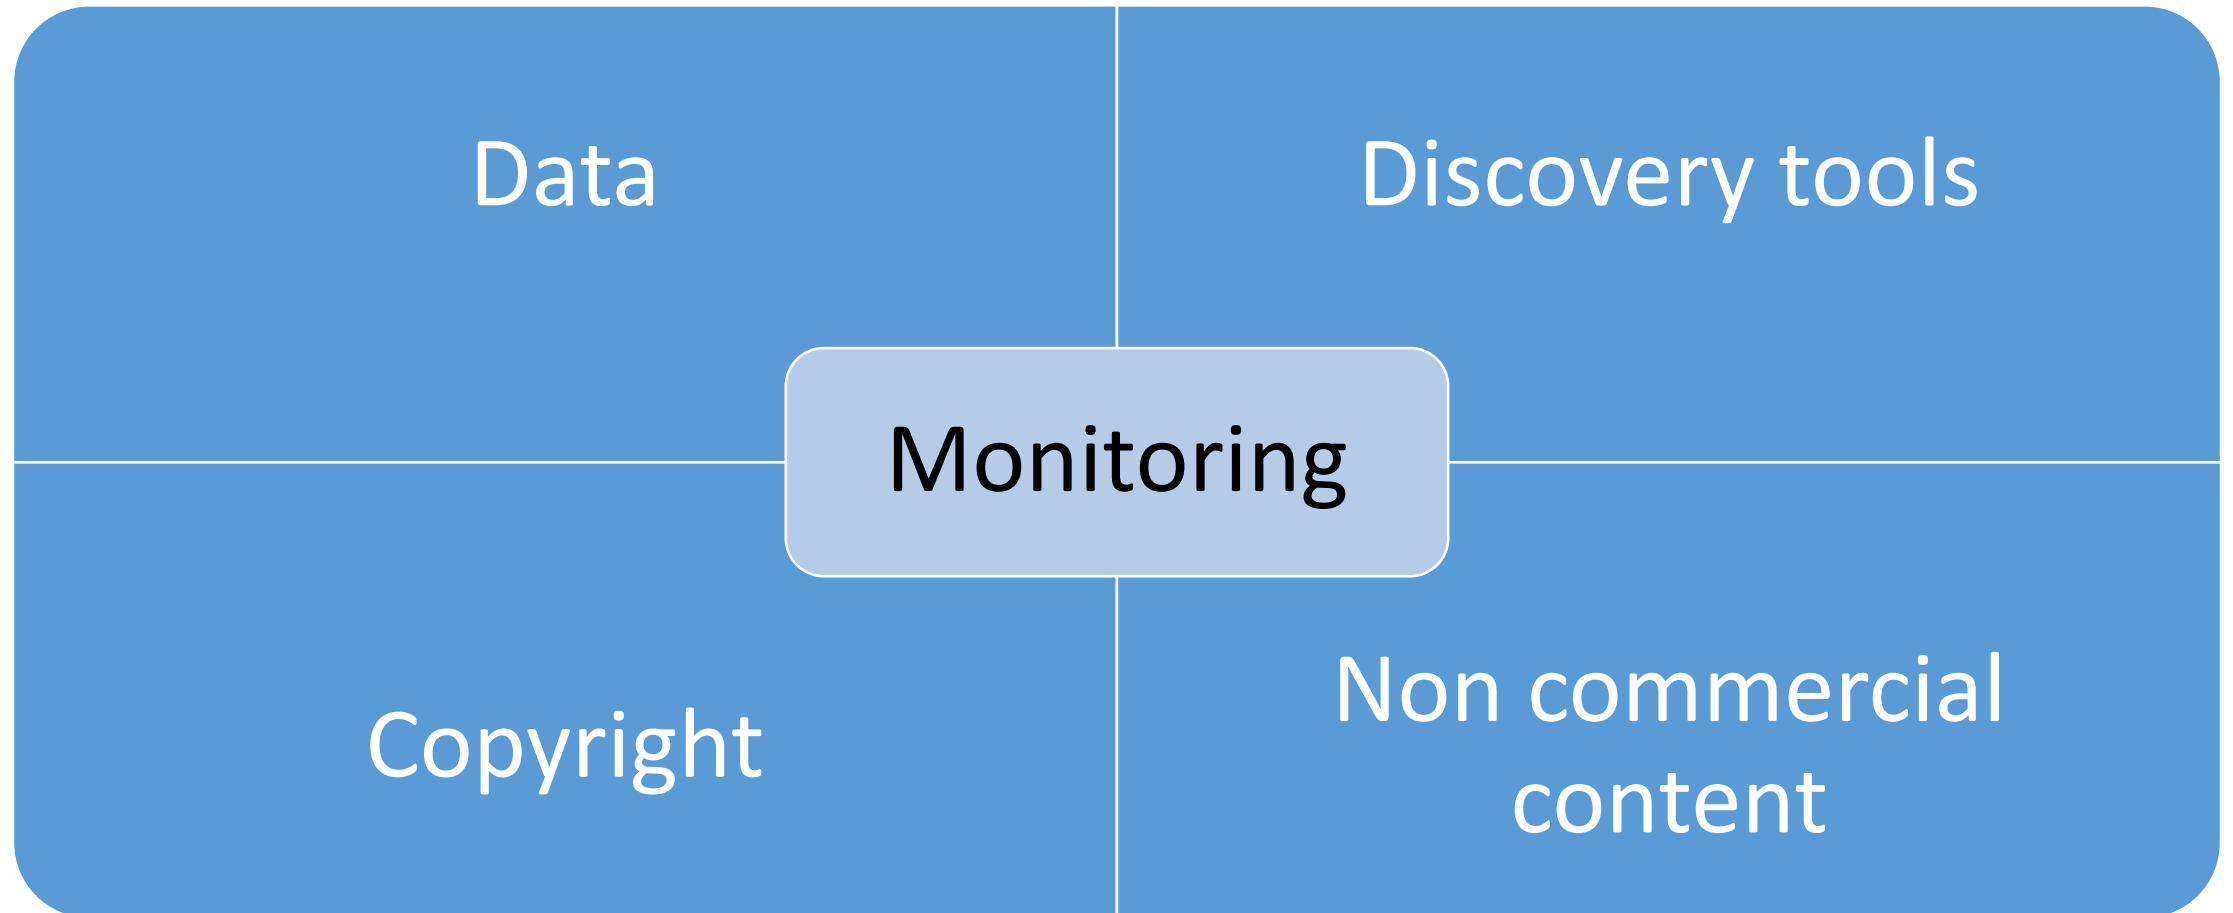 Data
Discovery tools
Monitoring
Copyright
Non commercial
content